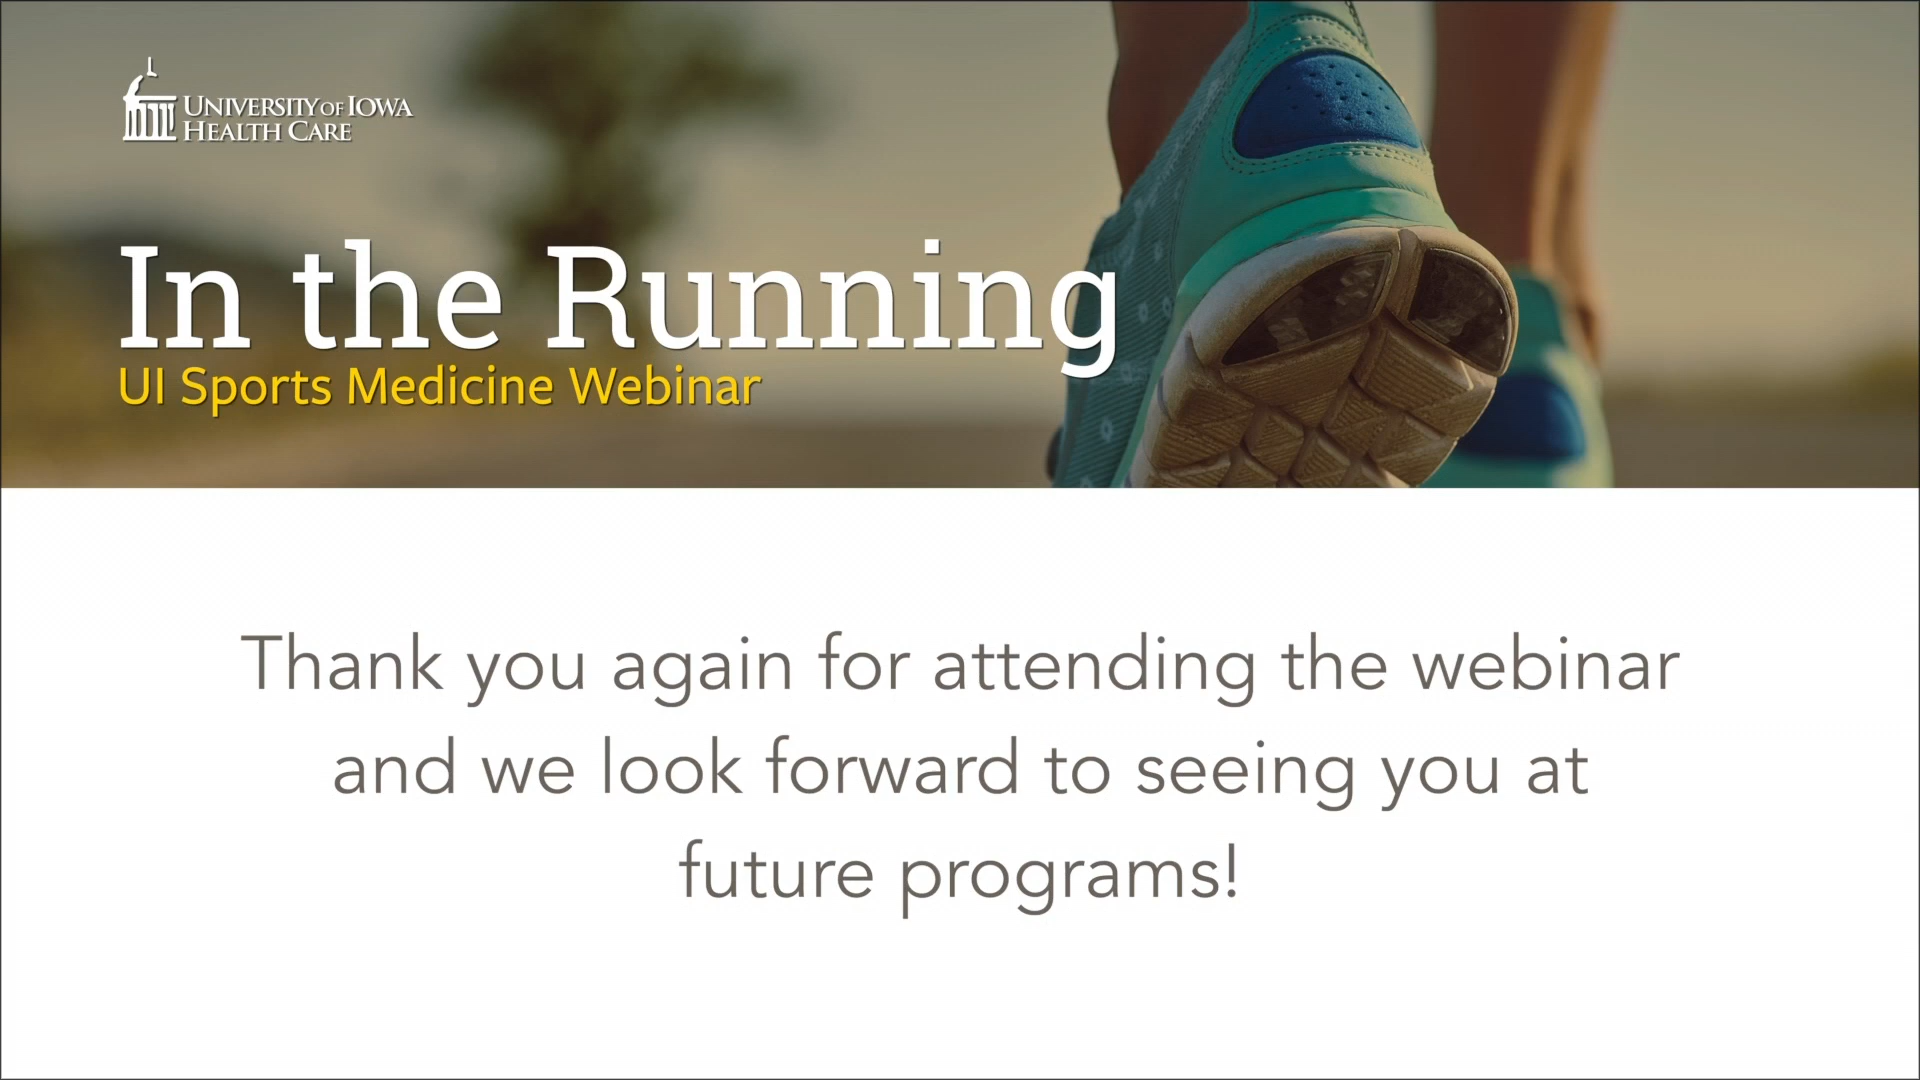 UNIVERSITY OF IOWA
HEALTH CARE
In the Running
UI Sports Medicine Webinar
Thank you again for attending the webinar
and we look forward to seeing you at
future programs!